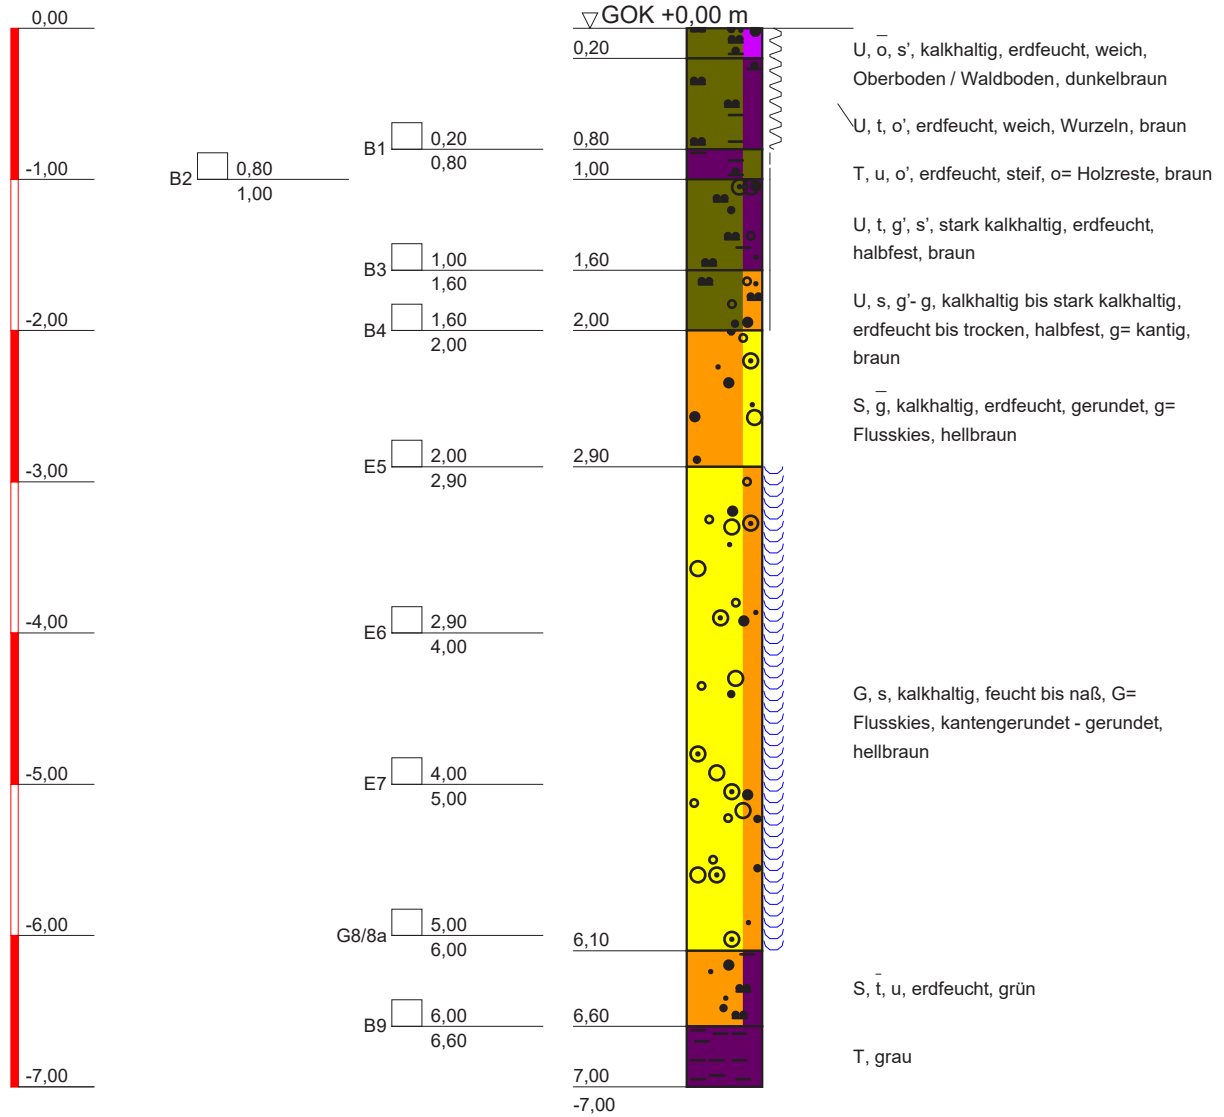 0,00
GOK +0,00 m
0,20
U, o̅, s’, kalkhaltig, erdfeucht, weich,
Oberboden / Waldboden, dunkelbraun
U, t, o’, erdfeucht, weich, Wurzeln, braun
B1
0,20
0,80
0,80
B2
0,80
1,00
-1,00
1,00
T, u, o’, erdfeucht, steif, o= Holzreste, braun
U, t, g’, s’, stark kalkhaltig, erdfeucht,
halbfest, braun
B3
1,00
1,60
1,60
B4
1,60
2,00
-2,00
2,00
U, s, g’- g, kalkhaltig bis stark kalkhaltig,
erdfeucht bis trocken, halbfest, g= kantig,
braun
S, g̅, kalkhaltig, erdfeucht, gerundet, g=
Flusskies, hellbraun
E5
2,00
2,90
2,90
-3,00
E6
2,90
4,00
-4,00
G, s, kalkhaltig, feucht bis naß, G=
Flusskies, kantengerundet - gerundet,
hellbraun
E7
4,00
5,00
-5,00
G8/8a
5,00
6,00
-6,00
6,10
S, t̅, u, erdfeucht, grün
B9
6,00
6,60
6,60
T, grau
-7,00
7,00
-7,00